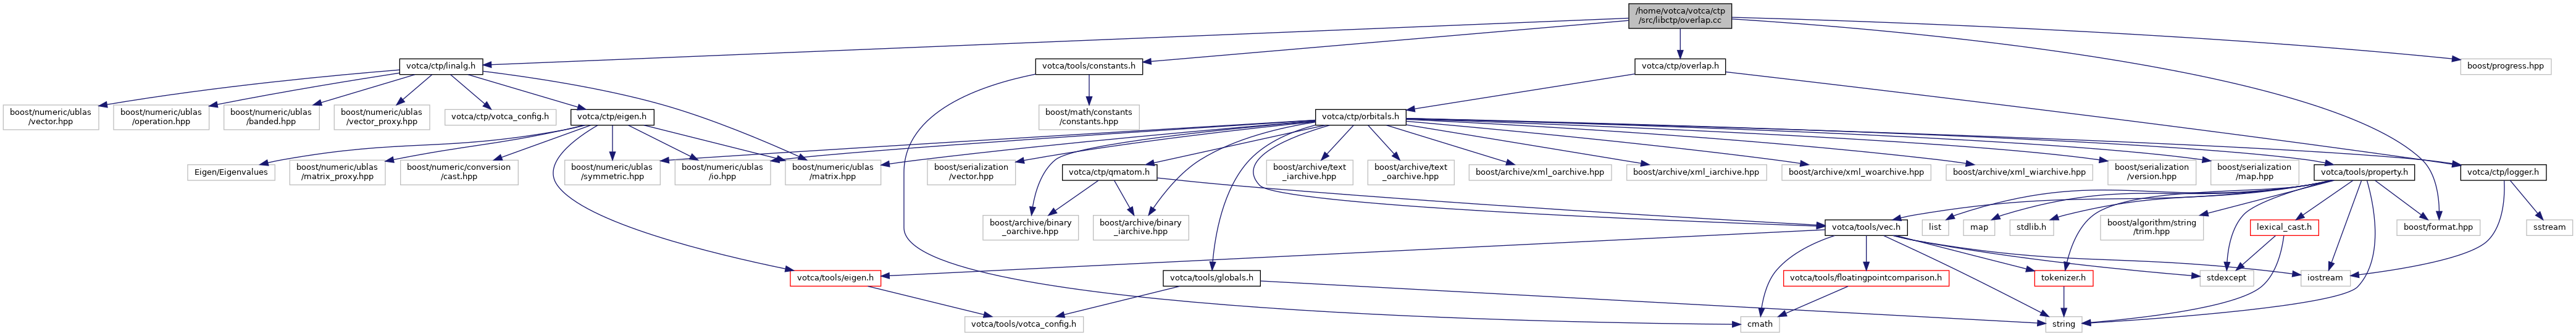 /home/votca/votca/ctp
/src/libctp/overlap.cc
votca/ctp/linalg.h
votca/tools/constants.h
votca/ctp/overlap.h
boost/progress.hpp
boost/numeric/ublas
/vector.hpp
boost/numeric/ublas
/operation.hpp
boost/numeric/ublas
/banded.hpp
boost/numeric/ublas
/vector_proxy.hpp
votca/ctp/votca_config.h
votca/ctp/eigen.h
boost/math/constants
/constants.hpp
votca/ctp/orbitals.h
Eigen/Eigenvalues
boost/numeric/ublas
/matrix_proxy.hpp
boost/numeric/conversion
/cast.hpp
boost/numeric/ublas
/symmetric.hpp
boost/numeric/ublas
/io.hpp
boost/numeric/ublas
/matrix.hpp
boost/serialization
/vector.hpp
votca/ctp/qmatom.h
boost/archive/text
_iarchive.hpp
boost/archive/text
_oarchive.hpp
boost/archive/xml_oarchive.hpp
boost/archive/xml_iarchive.hpp
boost/archive/xml_woarchive.hpp
boost/archive/xml_wiarchive.hpp
boost/serialization
/version.hpp
boost/serialization
/map.hpp
votca/tools/property.h
votca/ctp/logger.h
boost/archive/binary
_oarchive.hpp
boost/archive/binary
_iarchive.hpp
votca/tools/vec.h
list
map
stdlib.h
boost/algorithm/string
/trim.hpp
lexical_cast.h
boost/format.hpp
sstream
votca/tools/eigen.h
votca/tools/globals.h
votca/tools/floatingpointcomparison.h
tokenizer.h
stdexcept
iostream
votca/tools/votca_config.h
cmath
string